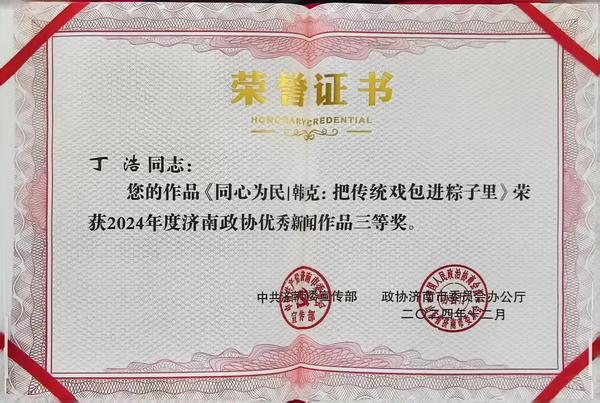 荣誉证书
HONORARY CREDENTIAL
丁 浩 同志：
您的作品《同心为民|韩克：把传统戏包进粽子里》荣
获2024年度济南政协优秀新闻作品三等奖。
中共济南市委宣传部 政协济南市委员会办公厅
二〇二四年十二月